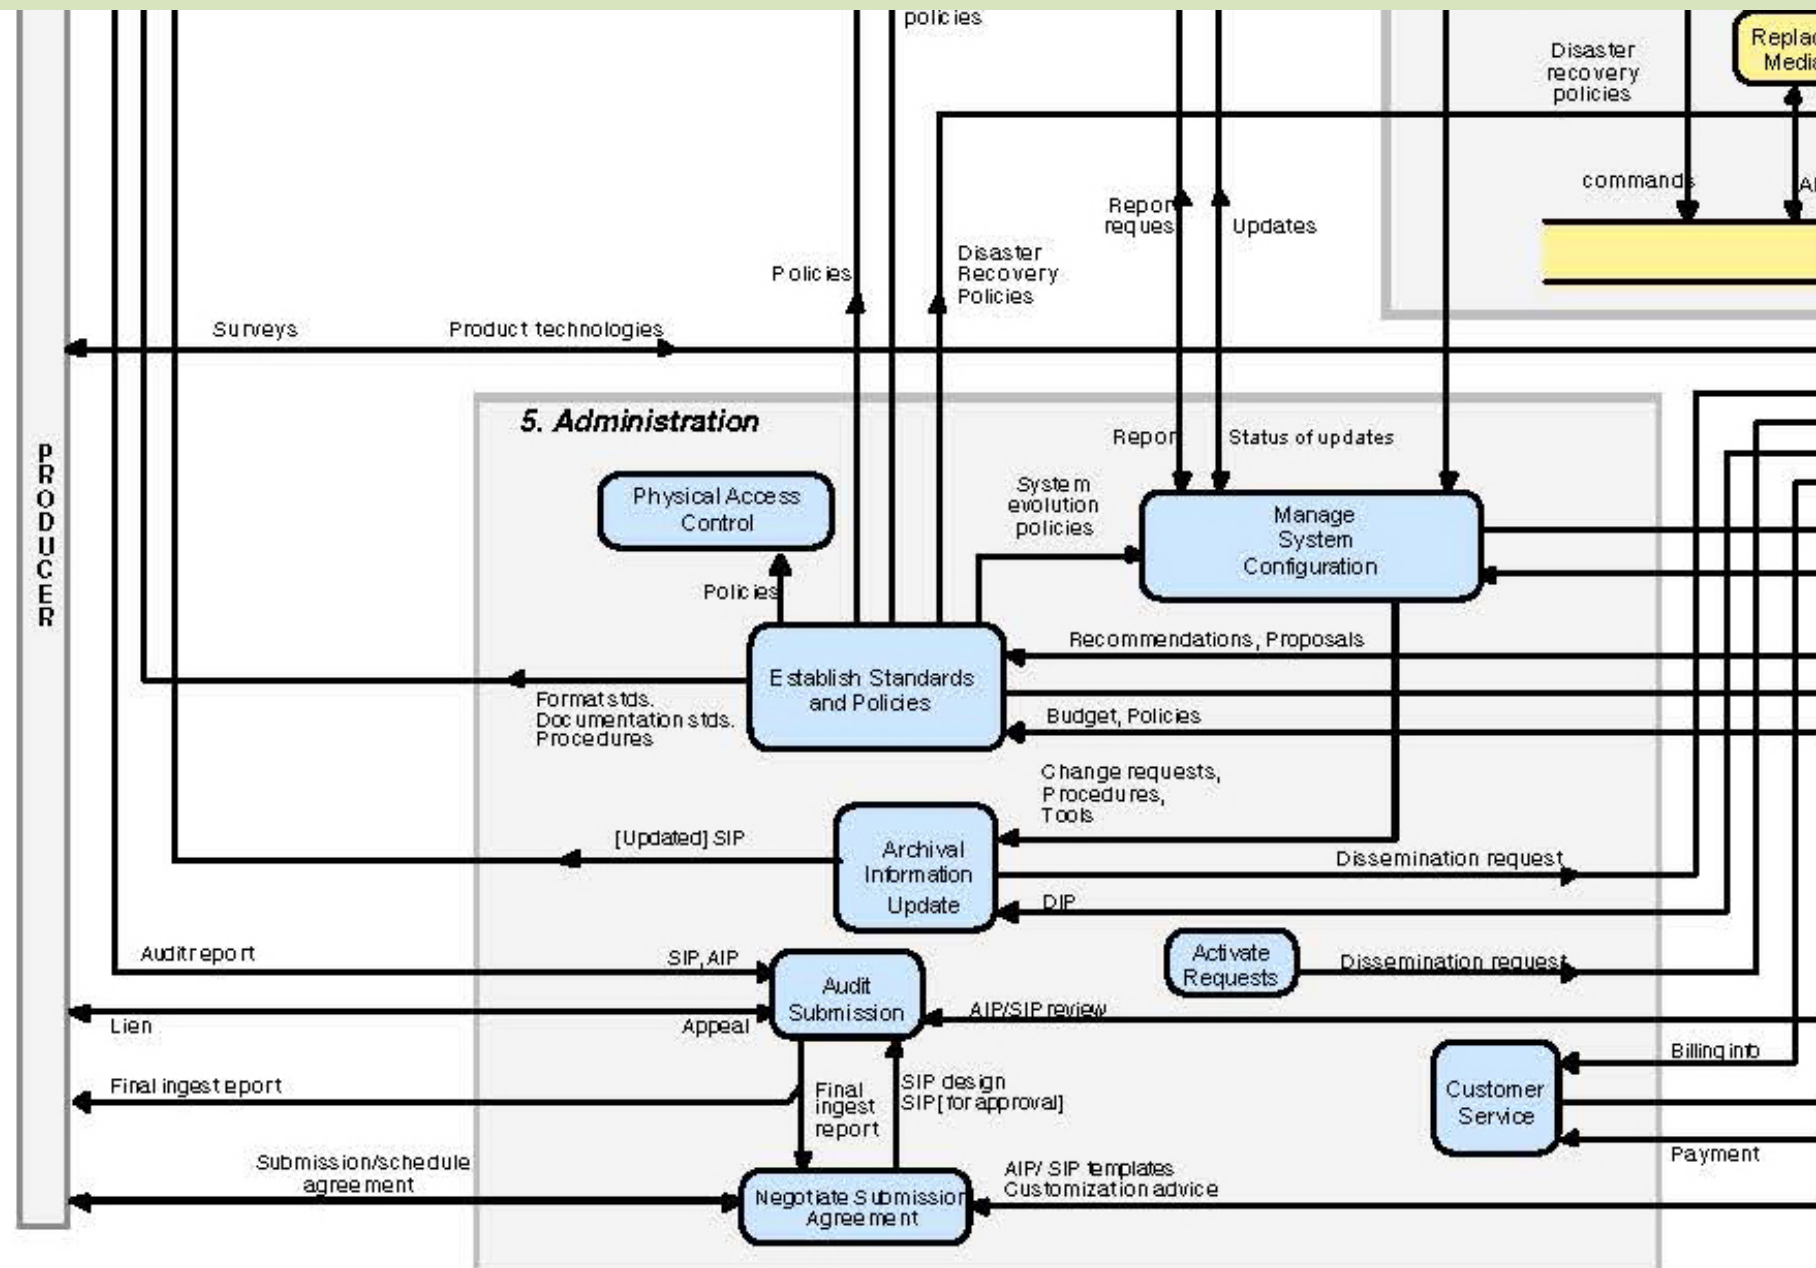 policies
Disaster
recovery
policies
commands
Updates
Policies
Disaster
Recovery
Policies
Surveys
Product technologies
PRODUCER
5. Administration
Repor
reques
Repor
Status of updates
Physical Access
Control
System
evolution
policies
Manage
System
Configuration
Policies
Recommendations, Proposals
Establish Standards
and Policies
Format stds.
Documentation stds.
Procedures
Budget, Policies
Change requests,
Procedures,
Tools
[Updated] SIP
Archival
Information
Update
Dissemination request
DIP
Audit report
SIP, AIP
Activate
Requests
Dissemination request
Audit
Submission
AIP/SIP review
Lien
Appeal
Billing info
Final ingest eport
Final
ingest
report
SIP design
SIP [for approval]
Customer
Service
Submission/schedule
agreement
AIP/ SIP templates
Customization advice
Payment
Negotiate Submission
Agreement